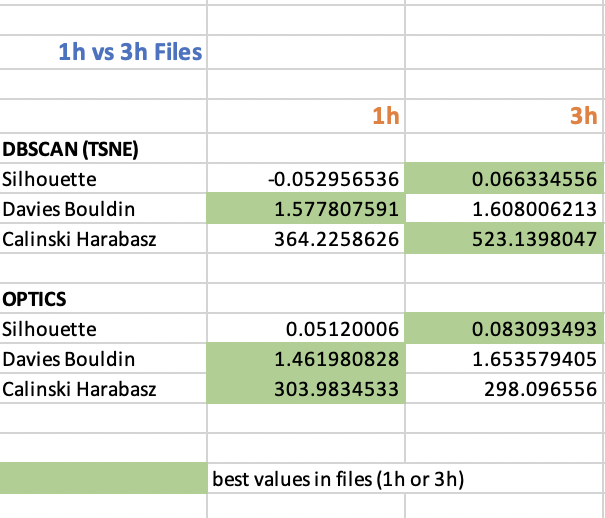 1h vs 3h Files
1h 3h
DBSCAN (TSNE)
Silhouette -0.052956536 0.066334556
Davies Bouldin 1.577807591 1.608006213
Calinski Harabasz 364.2258626 523.1398047
OPTICS
Silhouette 0.05120006 0.083093493
Davies Bouldin 1.461980828 1.653579405
Calinski Harabasz 303.9834533 298.096556
best values in files (1h or 3h)